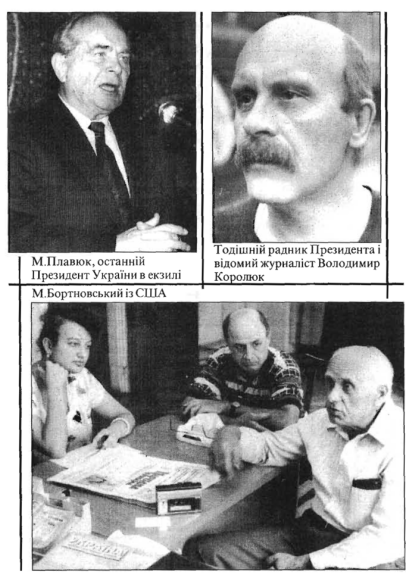 М.Плавюк, останній
Президент України в екзилі
Тодішній радник Президента і
відомий журналіст Володимир
Королюк
М.Бортновський із США